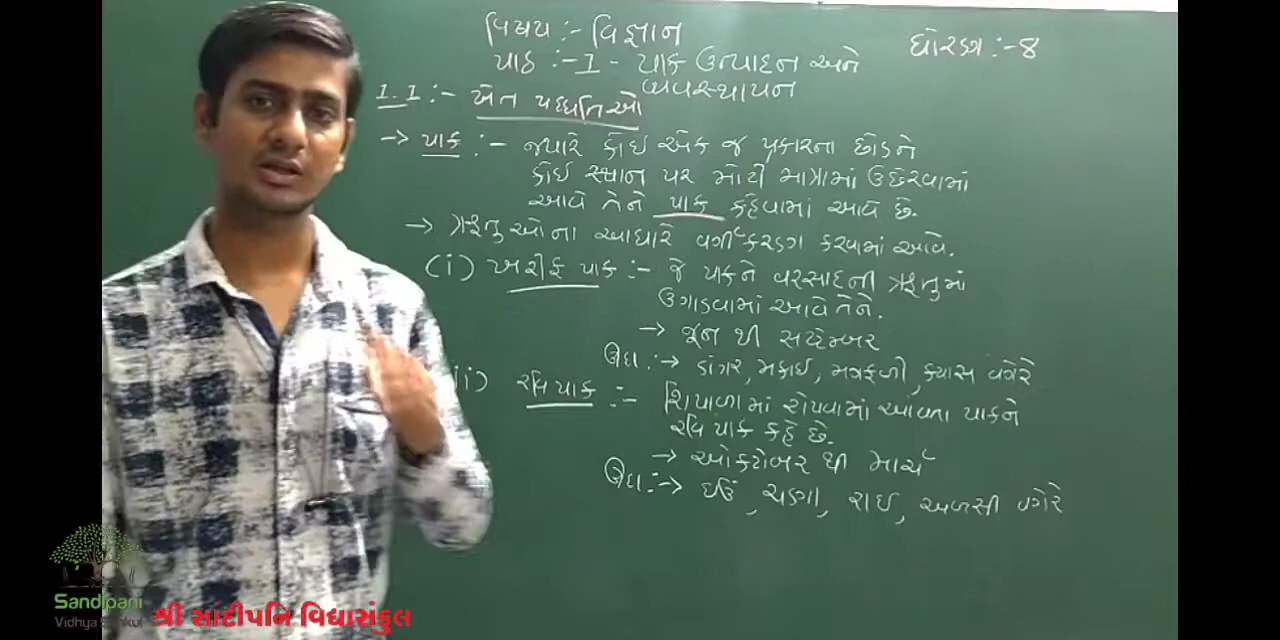 વિષય :- વિજ્ઞાન
ધોરણ :- 8
પાઠ :- 1 - પાક ઉત્પાદન અને
વ્યવસ્થાપન
1.1 :- ખેત પધ્ધતિઓ
→ પાક :- જ્યારે કોઈ એક જ પ્રકારના છોડને
કોઈ સ્થાન પર મોટી માત્રામાં ઉછેરવામાં
આવે તેને પાક કહેવામાં આવે છે.
→ ઋતુઓના આધારે વર્ગીકરણ કરવામાં આવે.
(i) ખરીફ પાક :- જે પાકને વરસાદની ઋતુમાં
ઉગાડવામાં આવે તેને.
→ જૂન થી સપ્ટેમ્બર
ઉદા :→ ડાંગર, મકાઈ, મગફળી, કપાસ વગેરે
ii) રવિ પાક :- શિયાળામાં રોપવામાં આવતા પાકને
રવિ પાક કહે છે.
→ ઓક્ટોબર થી માર્ચ
ઉદા :→ ઘઉં, ચણા, રાઈ, અળસી વગેરે
Sandipani
Vidhya Sankul
શ્રી સાંદીપનિ વિદ્યાસંકુલ